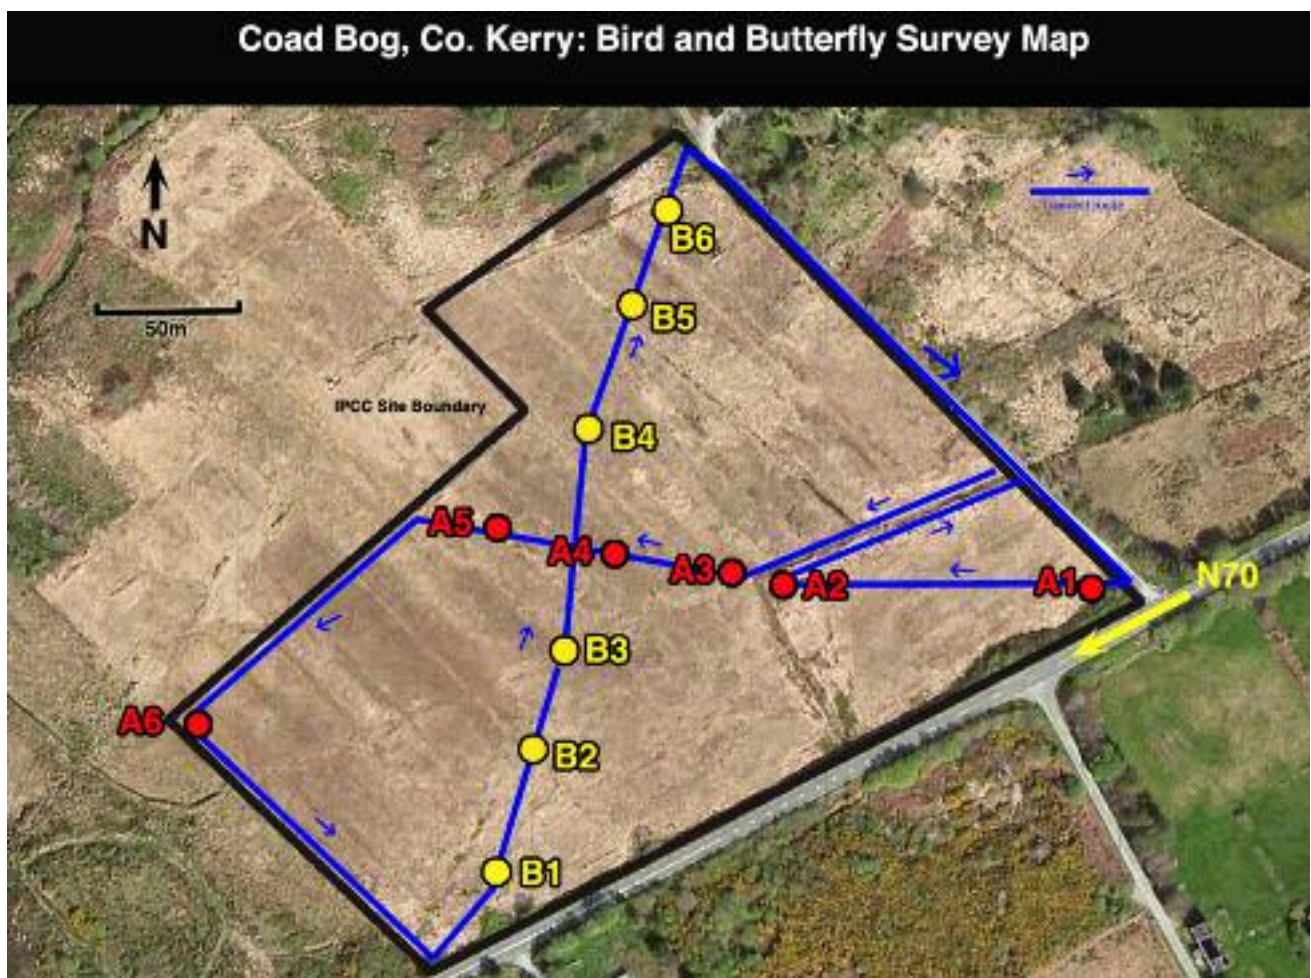 Coad Bog, Co. Kerry: Bird and Butterfly Survey Map
N
50m
IPCC Site Boundary
B6
B5
B4
A5
A4
A3
A2
A1
N70
B3
A6
B2
B1